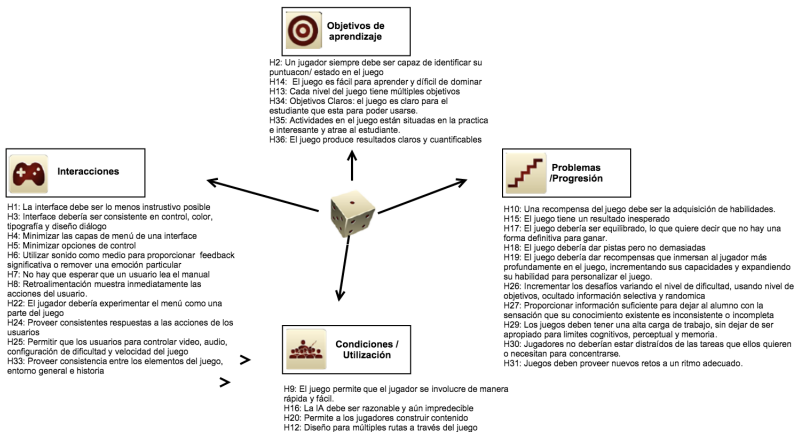 Objetivos de
aprendizaje
H2: Un jugador siempre debe ser capaz de identificar su
puntuacon/ estado en el juego
H14: El juego es fácil para aprender y díficil de dominar
H13: Cada nivel del juego tiene múltiples objetivos
H34: Objetivos Claros: el juego es claro para el
estudiante que esta para poder usarse.
H35: Actividades en el juego están situadas en la practica
e interesante y atrae al estudiante.
H36: El juego produce resultados claros y cuantificables
Interacciones
H1: La interface debe ser lo menos instrustivo posible
H3: Interface debería ser consistente en control, color,
tipografía y diseño diálogo
H4: Minimizar las capas de menú de una interface
H5: Minimizar opciones de control
H6: Utilizar sonido como medio para proporcionar feedback
significativa o remover una emoción particular
H7: No hay que esperar que un usuario lea el manual
H8: Retroalimentación muestra inmediatamente las
acciones del usuario.
H22: El jugador debería experimentar el menú como una
parte del juego
H24: Proveer consistentes respuestas a las acciones de los
usuarios
H25: Permitir que los usuarios para controlar video, audio,
configuración de dificultad y velocidad del juego
H33: Proveer consistencia entre los elementos del juego,
entorno general e historia
Problemas
/Progresión
H10: Una recompensa del juego debe ser la adquisición de habilidades.
H15: El juego tiene un resultado inesperado
H17: El juego debería ser equilibrado, lo que quiere decir que no hay una
forma definitiva para ganar.
H18: El juego debería dar pistas pero no demasiadas
H19: El juego debería dar recompensas que inmersan al jugador más
profundamente en el juego, incrementando sus capacidades y expandiendo
su habilidad para personalizar el juego.
H26: Incrementar los desafíos variando el nivel de dificultad, usando nivel de
objetivos, ocultado información selectiva y randomica
H27: Proporcionar información suficiente para dejar al alumno con la
sensación que su conocimiento existente es inconsistente o incompleta
H29: Los juegos deben tener una alta carga de trabajo, sin dejar de ser
apropiado para límites cognitivos, perceptual y memoria.
H30: Jugadores no deberían estar distraídos de las tareas que ellos quieren
o necesitan para concentrarse.
H31: Juegos deben proveer nuevos retos a un ritmo adecuado.
Condiciones /
Utilización
H9: El juego permite que el jugador se involucre de manera
rápida y fácil.
H16: La IA debe ser razonable y aún impredecible
H20: Permite a los jugadores construir contenido
H12: Diseño para múltiples rutas a través del juego